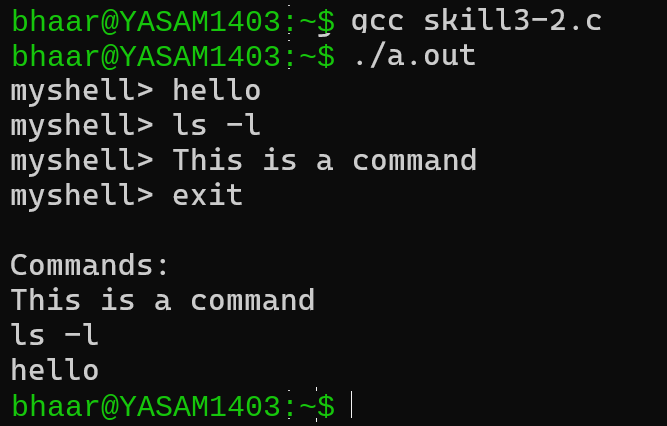 bhaar@YASAM1403:~$ gcc skill3-2.c
bhaar@YASAM1403:~$ ./a.out
myshell> hello
myshell> ls -l
myshell> This is a command
myshell> exit
Commands:
This is a command
ls -l
hello
bhaar@YASAM1403:~$